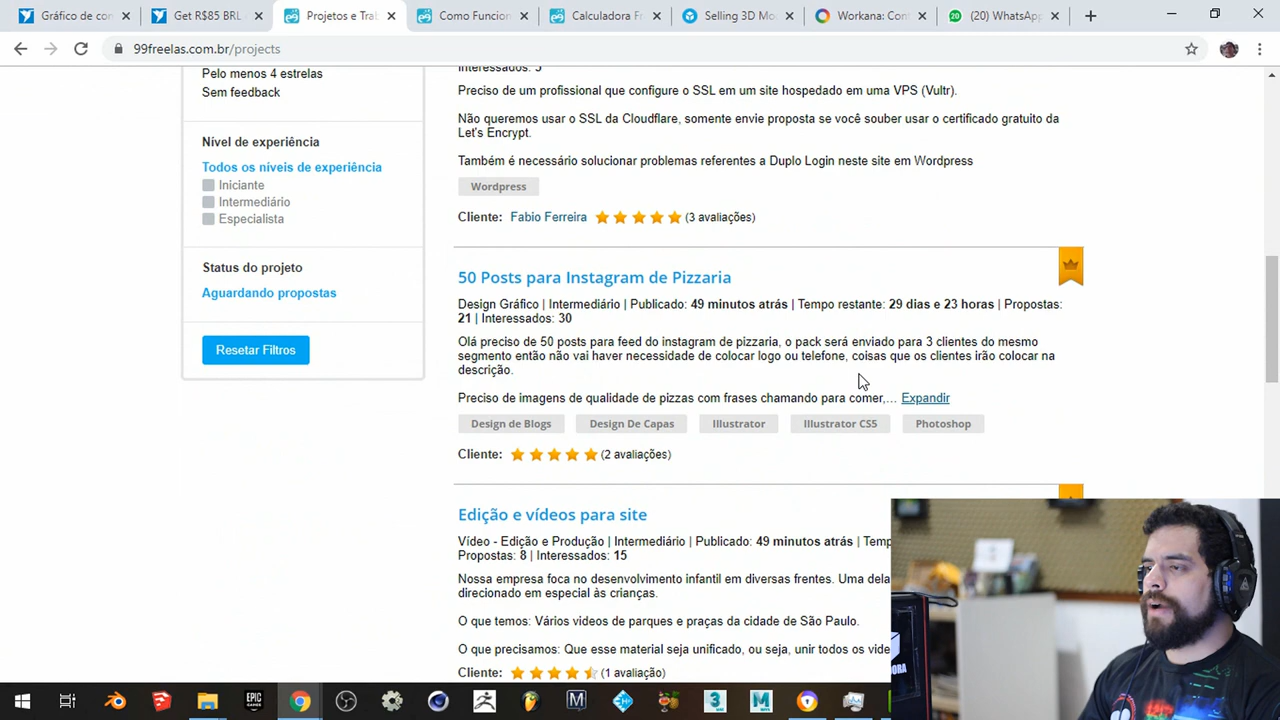 Gráfico de con
Get R$85 BRL
Projetos e Tra
Como Funcion
Calculadora Fr
Selling 3D Mo
Workana: Con
(20) WhatsApp
99freelas.com.br/projects
Pelo menos 4 estrelas
Sem feedback
Nível de experiência
Todos os níveis de experiência
Iniciante
Intermediário
Especialista
Status do projeto
Aguardando propostas
Resetar Filtros
Interessados: 5
Preciso de um profissional que configure o SSL em um site hospedado em uma VPS (Vultr).
Não queremos usar o SSL da Cloudflare, somente envie proposta se você souber usar o certificado gratuito da
Let's Encrypt.
Também é necessário solucionar problemas referentes a Duplo Login neste site em Wordpress
Wordpress
Cliente: Fabio Ferreira (3 avaliações)
50 Posts para Instagram de Pizzaria
Design Gráfico | Intermediário | Publicado: 49 minutos atrás | Tempo restante: 29 dias e 23 horas | Propostas:
21 | Interessados: 30
Olá preciso de 50 posts para feed do instagram de pizzaria, o pack será enviado para 3 clientes do mesmo
segmento então não vai haver necessidade de colocar logo ou telefone, coisas que os clientes irão colocar na
descrição.
Preciso de imagens de qualidade de pizzas com frases chamando para comer,... Expandir
Design de Blogs Design De Capas Illustrator Illustrator CS5 Photoshop
Cliente: (2 avaliações)
Edição e vídeos para site
Vídeo - Edição e Produção | Intermediário | Publicado: 49 minutos atrás | Temp
Propostas: 8 | Interessados: 15
Nossa empresa foca no desenvolvimento infantil em diversas frentes. Uma dela
direcionado em especial às crianças.
O que temos: Vários videos de parques e praças da cidade de São Paulo.
O que precisamos: Que esse material seja unificado, ou seja, unir todos os vide
Cliente: (1 avaliação)
EPIC
GAMES